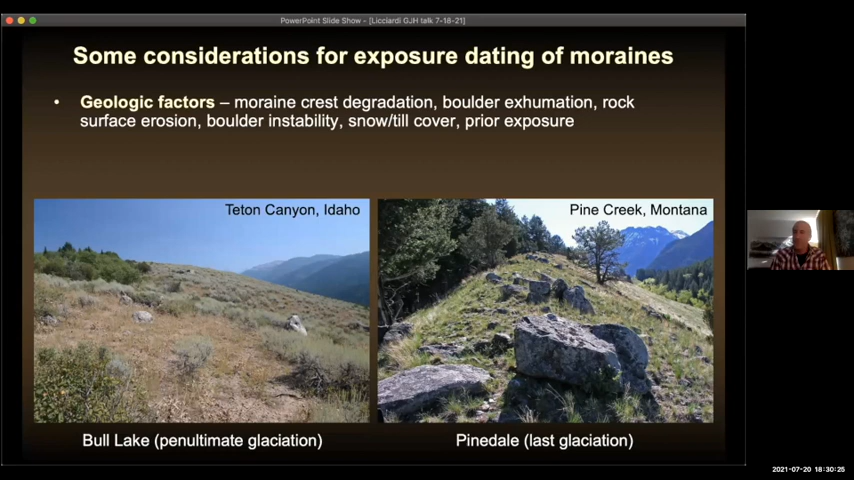 PowerPoint Slide Show - [Licciardi GJH talk 7-18-21]
Some considerations for exposure dating of moraines
• Geologic factors – moraine crest degradation, boulder exhumation, rock
surface erosion, boulder instability, snow/till cover, prior exposure
Teton Canyon, Idaho
Pine Creek, Montana
Bull Lake (penultimate glaciation)
Pinedale (last glaciation)
2021-07-20 18:30:25